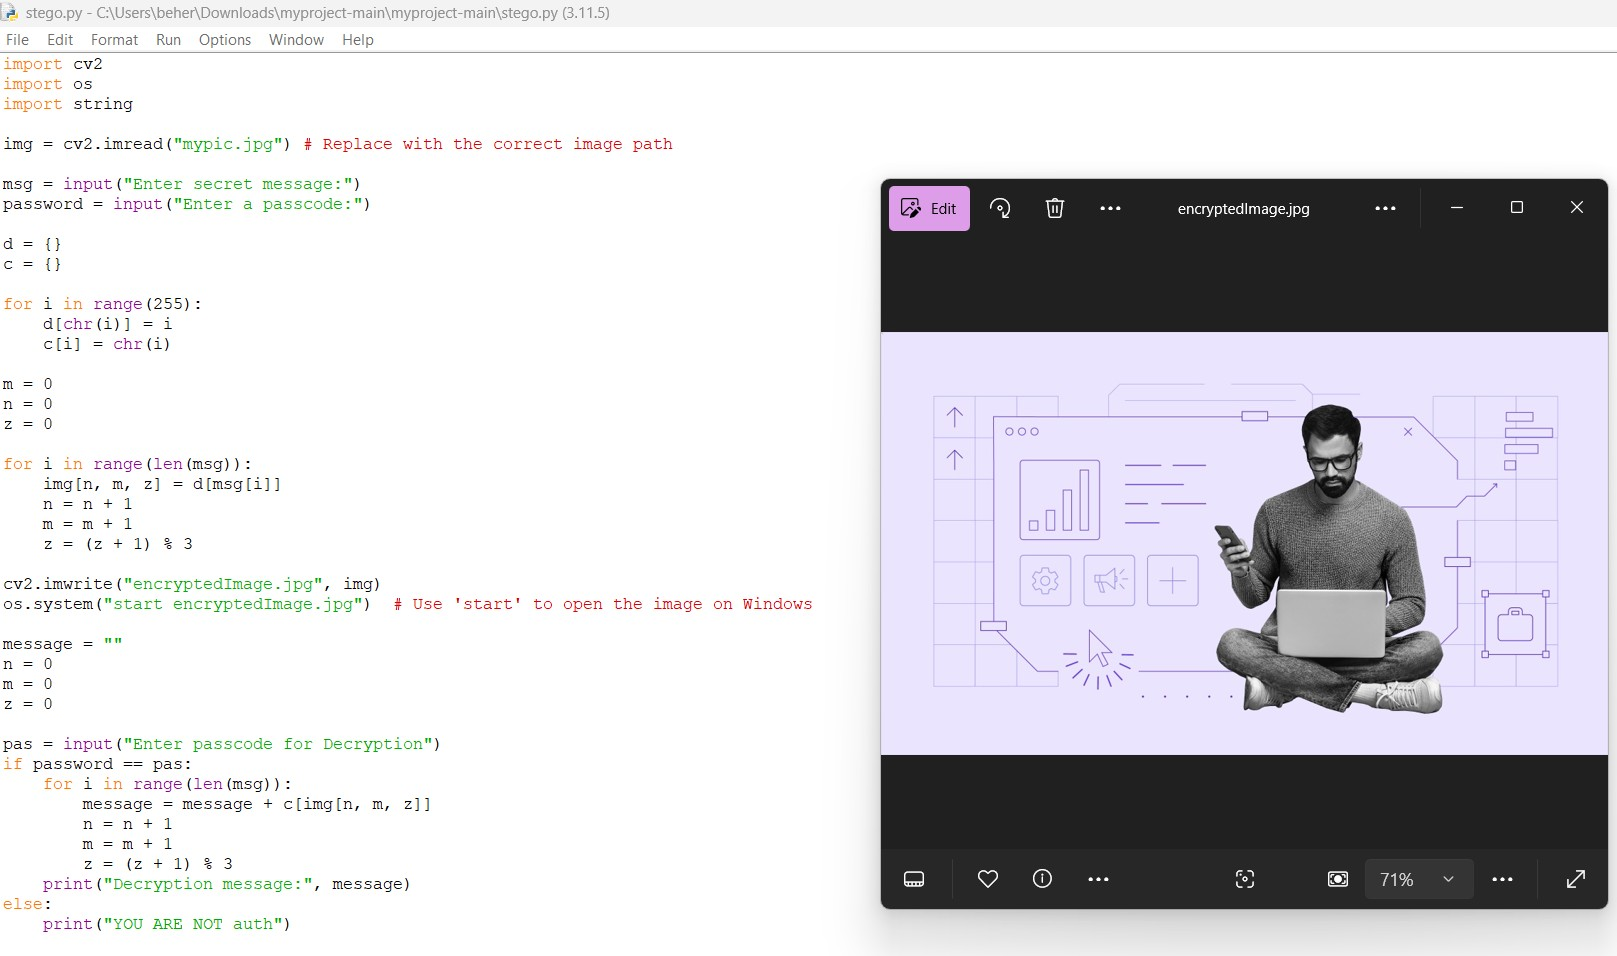 stego.py - C:\Users\beher\Downloads\myproject-main\myproject-main\stego.py (3.11.5)
File Edit Format Run Options Window Help
import cv2
import os
import string
img = cv2.imread("mypic.jpg") # Replace with the correct image path
msg = input("Enter secret message:")
password = input("Enter a passcode:")
d = {}
c = {}
for i in range(255):
    d[chr(i)] = i
    c[i] = chr(i)
m = 0
n = 0
z = 0
for i in range(len(msg)):
    img[n, m, z] = d[msg[i]]
    n = n + 1
    m = m + 1
    z = (z + 1) % 3
cv2.imwrite("encryptedImage.jpg", img)
os.system("start encryptedImage.jpg")  # Use 'start' to open the image on Windows
message = ""
n = 0
m = 0
z = 0
pas = input("Enter passcode for Decryption")
if password == pas:
    for i in range(len(msg)):
        message = message + c[img[n, m, z]]
        n = n + 1
        m = m + 1
        z = (z + 1) % 3
    print("Decryption message:", message)
else:
    print("YOU ARE NOT auth")
Edit
encryptedImage.jpg
71%